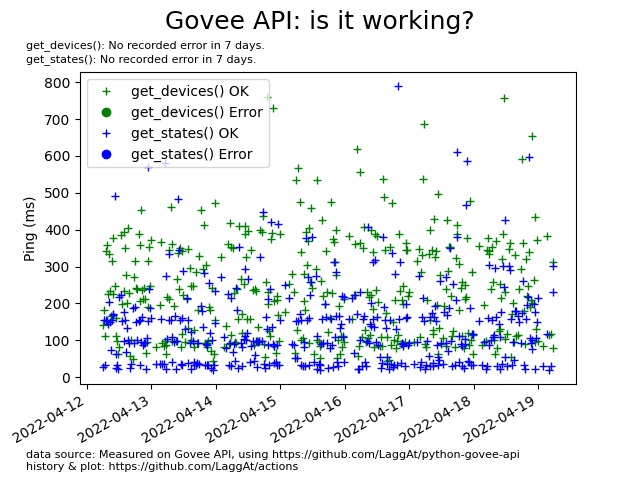 Govee API: is it working?
get_devices(): No recorded error in 7 days.
get_states(): No recorded error in 7 days.
get_devices() OK
get_devices() Error
get_states() OK
get_states() Error
Ping (ms)
800
700
600
500
400
300
200
100
0
2022-04-12
2022-04-13
2022-04-14
2022-04-15
2022-04-16
2022-04-17
2022-04-18
2022-04-19
data source: Measured on Govee API, using https://github.com/LaggAt/python-govee-api
history & plot: https://github.com/LaggAt/actions